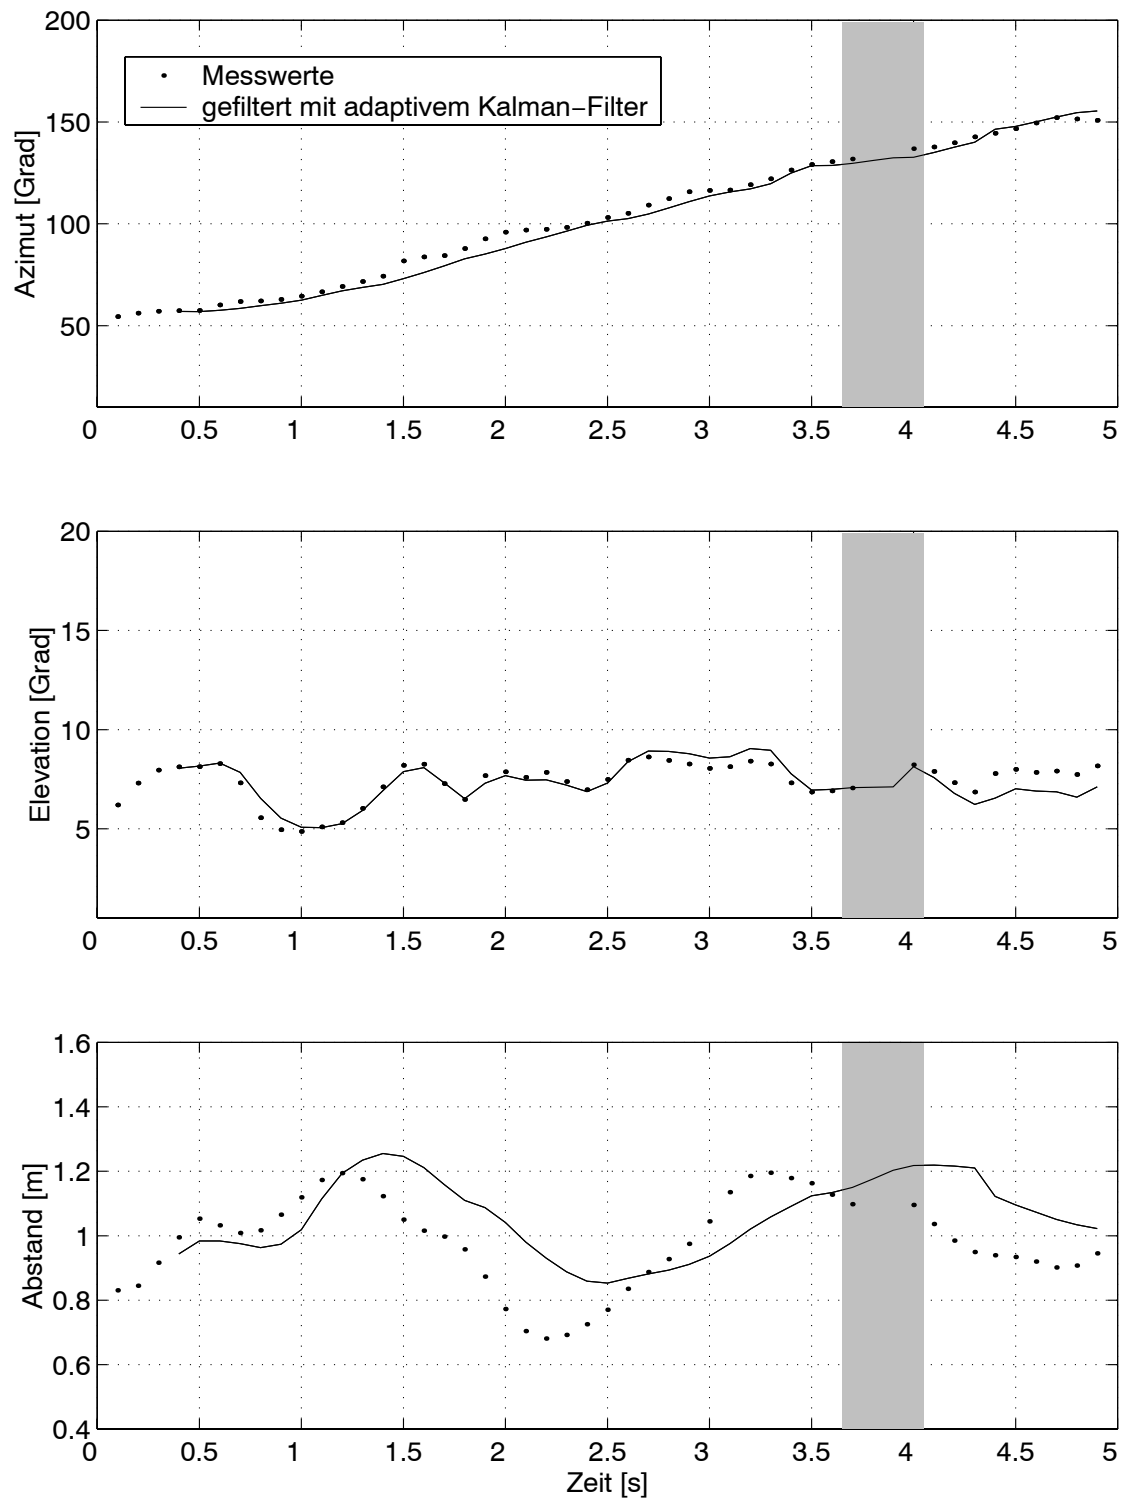 200
150
100
50
Azimut [Grad]
Messwerte
gefiltert mit adaptivem Kalman−Filter
0 0.5 1 1.5 2 2.5 3 3.5 4 4.5 5
20
15
10
5
Elevation [Grad]
0 0.5 1 1.5 2 2.5 3 3.5 4 4.5 5
1.6
1.4
1.2
1
0.8
0.6
0.4
Abstand [m]
0 0.5 1 1.5 2 2.5 3 3.5 4 4.5 5
Zeit [s]